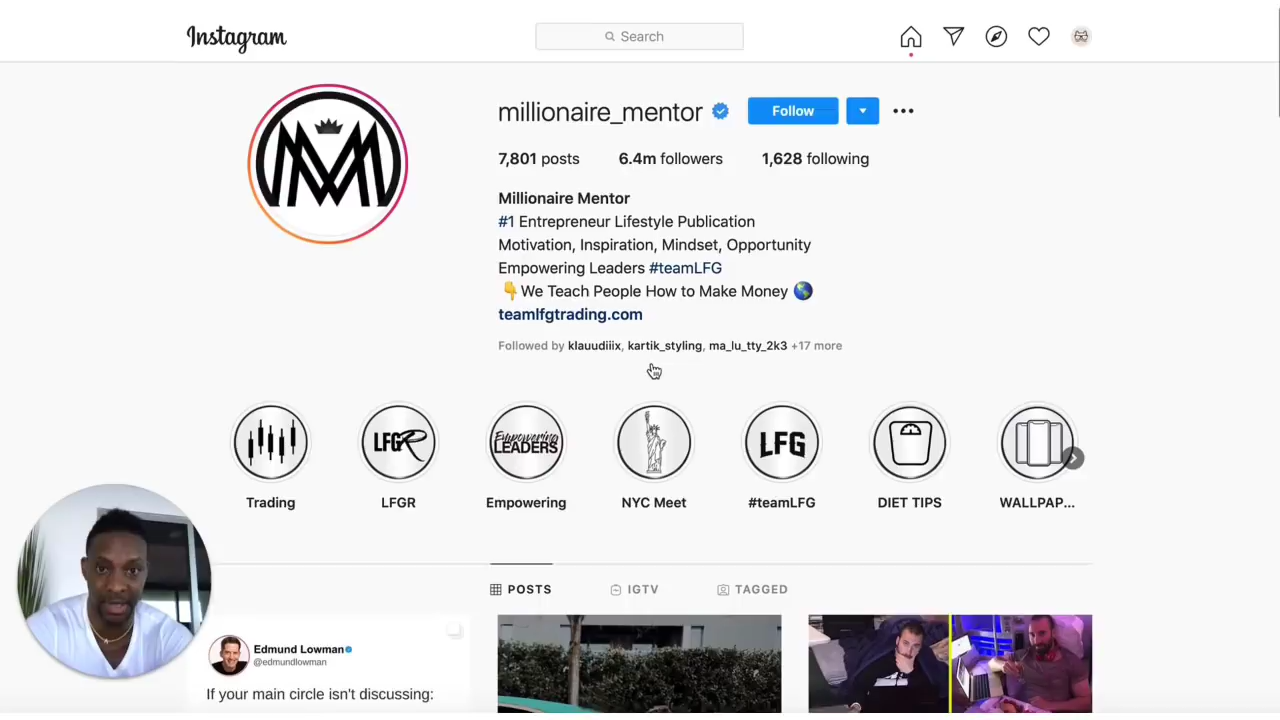 Instagram
Search
millionaire_mentor
Follow
7,801 posts 6.4m followers 1,628 following
Millionaire Mentor
#1 Entrepreneur Lifestyle Publication
Motivation, Inspiration, Mindset, Opportunity
Empowering Leaders #teamLFG
👇We Teach People How to Make Money 🌎
teamlfgtrading.com
Followed by klauudiiix, kartik_styling, ma_lu_tty_2k3 +17 more
LFGR
Empowering
LEADERS
LFG
Trading LFGR Empowering NYC Meet #teamLFG DIET TIPS WALLPAP...
POSTS IGTV TAGGED
Edmund Lowman
@edmundlowman
If your main circle isn't discussing: